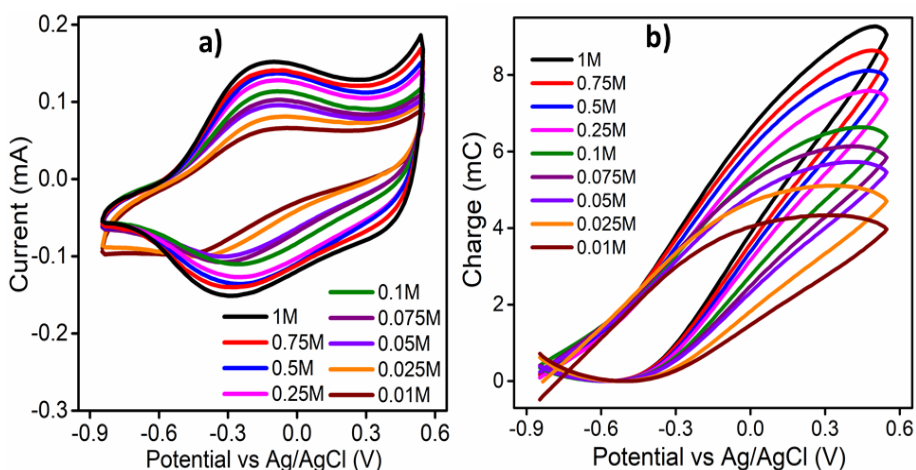 a)
0.2
0.1
0.0
-0.1
-0.2
-0.3
Current (mA)
1M
0.75M
0.5M
0.25M
0.1M
0.075M
0.05M
0.025M
0.01M
-0.9 -0.6 -0.3 0.0 0.3 0.6
Potential vs Ag/AgCl (V)
b)
8
6
4
2
0
Charge (mC)
1M
0.75M
0.5M
0.25M
0.1M
0.075M
0.05M
0.025M
0.01M
-0.9 -0.6 -0.3 0.0 0.3 0.6
Potential vs Ag/AgCl (V)